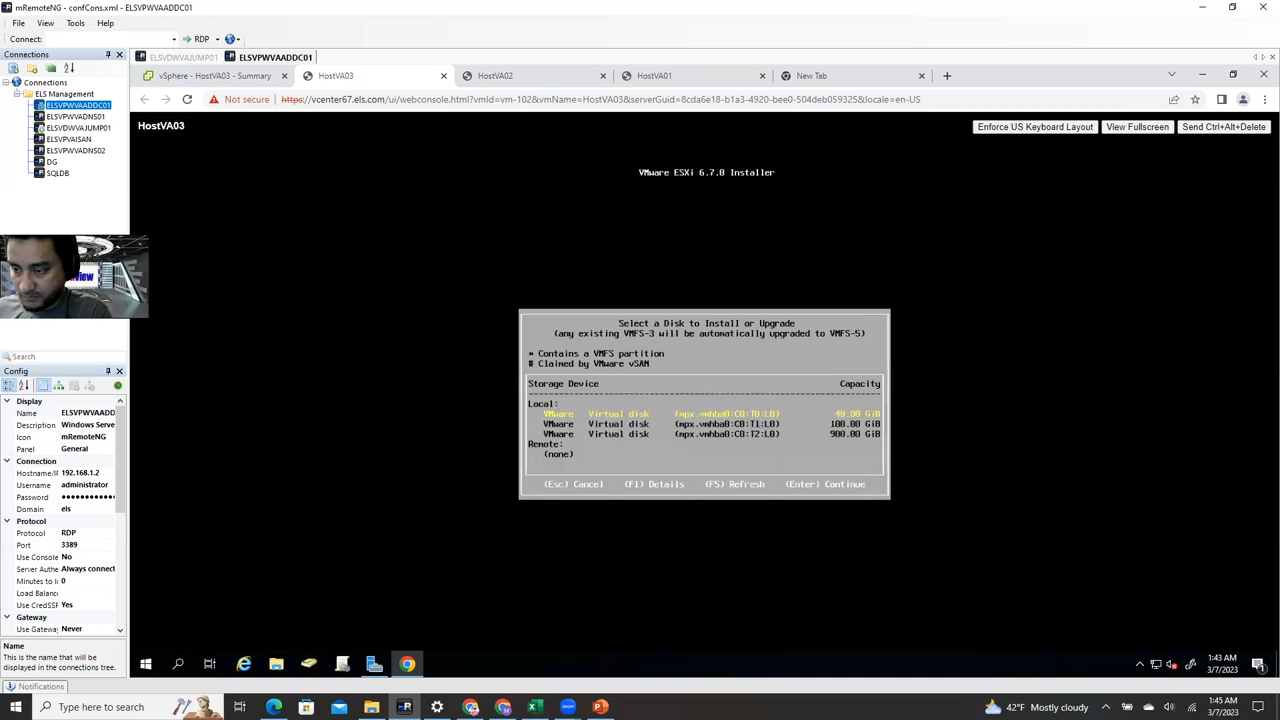 mRemoteNG - confCons.xml - ELSVPWVAADDC01
File View Tools Help
Connect: RDP
Connections
ELSVDWVAJUMP01 ELSVPWVAADDC01
vSphere - HostVA03 - Summary HostVA03 HostVA02 HostVA01 New Tab
Not secure https://vcenter67.els.com/ui/webconsole.html?vmId=vm-102&vmName=HostVA03&serverGuid=8cda6e18-b13b-4920-bee0-504deb059325&locale=en-US
Connections
ELS Management
ELSVPWVAADDC01
ELSVPWVADNS01
ELSVDWVAJUMP01
ELSVPWVAISAN
ELSVPWVADNS02
DG
SQLDB
HostVA03
Enforce US Keyboard Layout View Fullscreen Send Ctrl+Alt+Delete
VMware ESXi 6.7.0 Installer
Select a Disk to Install or Upgrade
(any existing VMFS-3 will be automatically upgraded to VMFS-5)
* Contains a VMFS partition
# Claimed by VMware vSAN
Storage Device Capacity
Local:
VMware Virtual disk (mpx.vmhba0:C0:T0:L0) 40.00 GiB
VMware Virtual disk (mpx.vmhba0:C0:T1:L0) 100.00 GiB
VMware Virtual disk (mpx.vmhba0:C0:T2:L0) 900.00 GiB
Remote:
(none)
(Esc) Cancel (F1) Details (F5) Refresh (Enter) Continue
Search
Config
Display
Name ELSVPWVAADD
Description Windows Serve
Icon mRemoteNG
Panel General
Connection
Hostname/I 192.168.1.2
Username administrator
Password ●●●●●●●●●●●
Domain els
Protocol
Protocol RDP
Port 3389
Use Console No
Server Authe Always connect
Minutes to I 0
Load Balanc
Use CredSSP Yes
Gateway
Use Gateway Never
Name
This is the name that will be
displayed in the connections tree.
Notifications
1:43 AM
3/7/2023
Type here to search
42°F Mostly cloudy
1:45 AM
3/7/2023